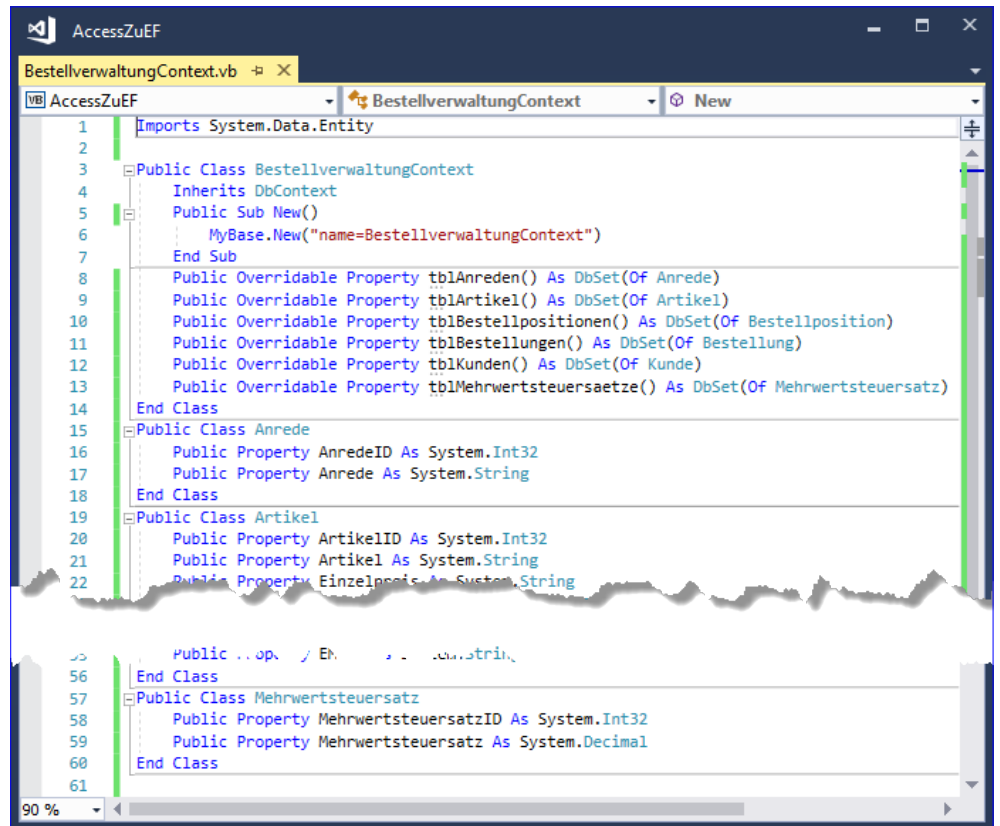 AccessZuEF
BestellverwaltungContext.vb
VB AccessZuEF BestellverwaltungContext New
1 Imports System.Data.Entity
2
3 Public Class BestellverwaltungContext
4 Inherits DbContext
5 Public Sub New()
6 MyBase.New("name=BestellverwaltungContext")
7 End Sub
8 Public Overridable Property tblAnreden() As DbSet(Of Anrede)
9 Public Overridable Property tblArtikel() As DbSet(Of Artikel)
10 Public Overridable Property tblBestellpositionen() As DbSet(Of Bestellposition)
11 Public Overridable Property tblBestellungen() As DbSet(Of Bestellung)
12 Public Overridable Property tblKunden() As DbSet(Of Kunde)
13 Public Overridable Property tblMehrwertsteuersaetze() As DbSet(Of Mehrwertsteuersatz)
14 End Class
15 Public Class Anrede
16 Public Property AnredeID As System.Int32
17 Public Property Anrede As System.String
18 End Class
19 Public Class Artikel
20 Public Property ArtikelID As System.Int32
21 Public Property Artikel As System.String
22 Public Property Einzelpreis As System.String
Public
56 End Class
57 Public Class Mehrwertsteuersatz
58 Public Property MehrwertsteuersatzID As System.Int32
59 Public Property Mehrwertsteuersatz As System.Decimal
60 End Class
61
90 %